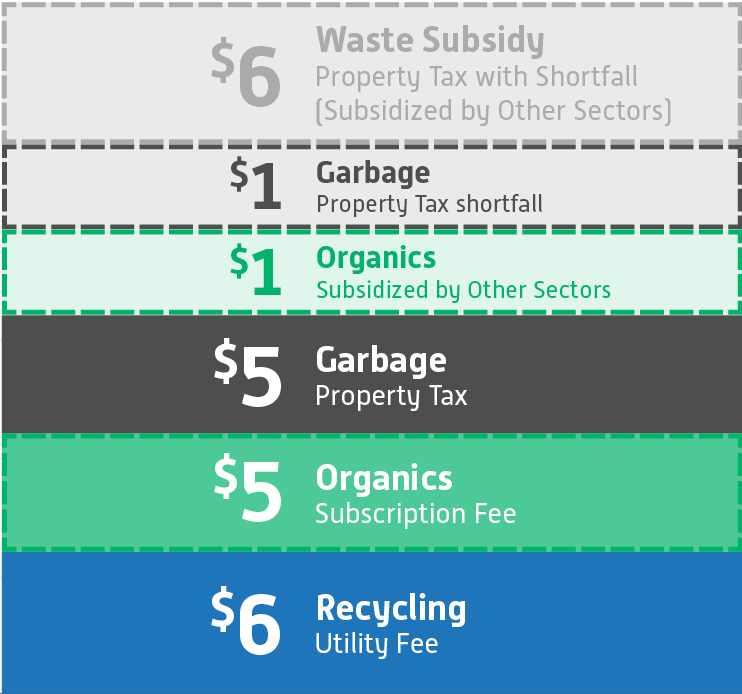 $6 Waste Subsidy
Property Tax with Shortfall
(Subsidized by Other Sectors)
$1 Garbage
Property Tax shortfall
$1 Organics
Subsidized by Other Sectors
$5 Garbage
Property Tax
$5 Organics
Subscription Fee
$6 Recycling
Utility Fee